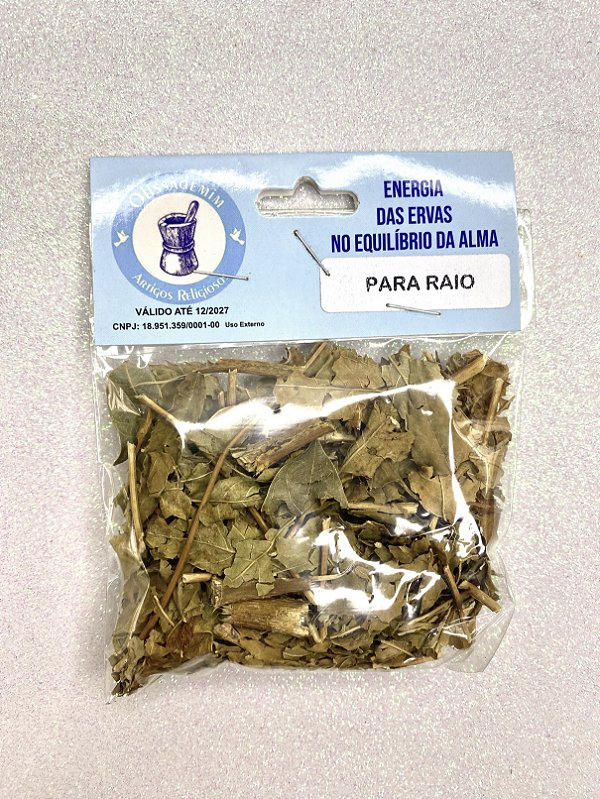 Artigos Religiosos
VÁLIDO ATÉ 12/2027
CNPJ: 18.951.359/0001-00 Uso Externo
ENERGIA
DAS ERVAS
NO EQUILÍBRIO DA ALMA
PARA RAIO